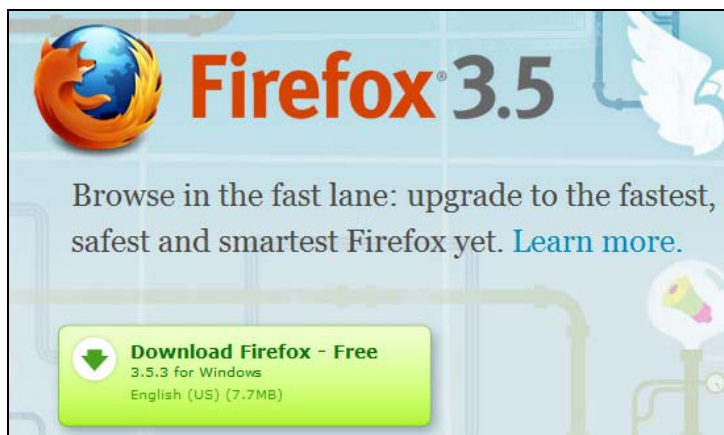 Firefox® 3.5
Browse in the fast lane: upgrade to the fastest,
safest and smartest Firefox yet. Learn more.
Download Firefox - Free
3.5.3 for Windows
English (US) (7.7MB)